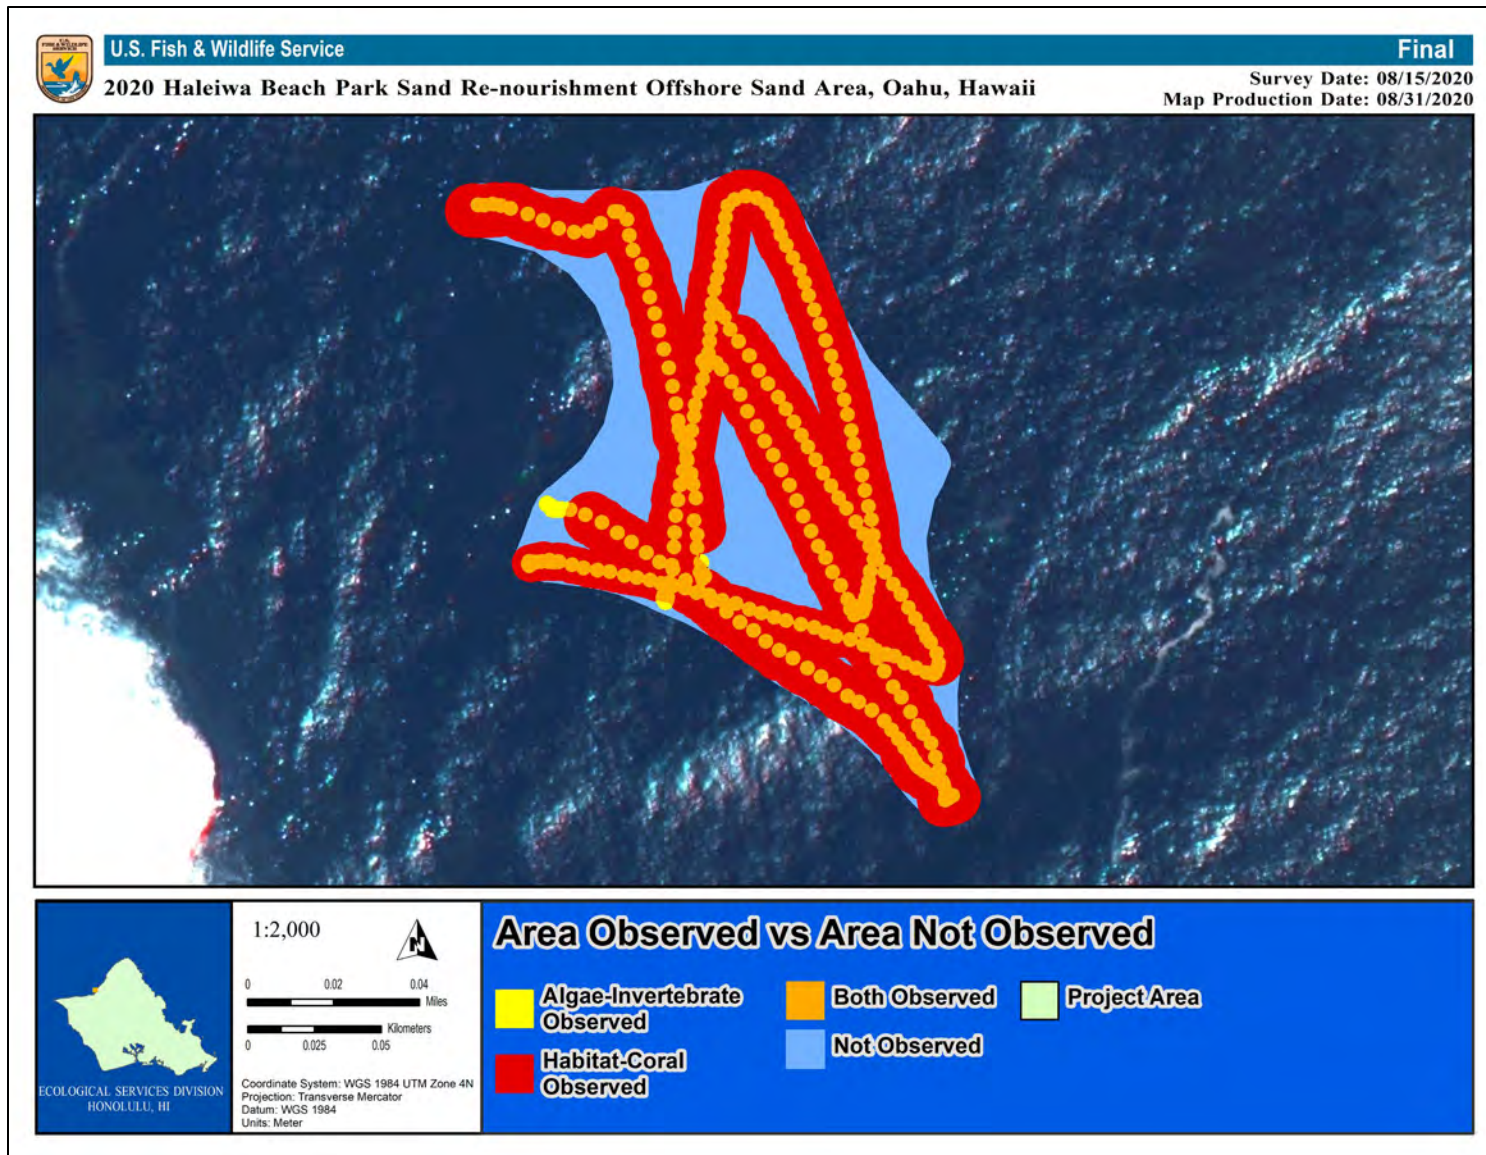 U.S.
FISH & WILDLIFE
SERVICE
U.S. Fish & Wildlife Service
Final
2020 Haleiwa Beach Park Sand Re-nourishment Offshore Sand Area, Oahu, Hawaii
Survey Date: 08/15/2020
Map Production Date: 08/31/2020
ECOLOGICAL SERVICES DIVISION
HONOLULU, HI
1:2,000
N
0 0.02 0.04
Miles
Kilometers
0 0.025 0.05
Coordinate System: WGS 1984 UTM Zone 4N
Projection: Transverse Mercator
Datum: WGS 1984
Units: Meter
Area Observed vs Area Not Observed
Algae-Invertebrate
Observed
Habitat-Coral
Observed
Both Observed
Not Observed
Project Area